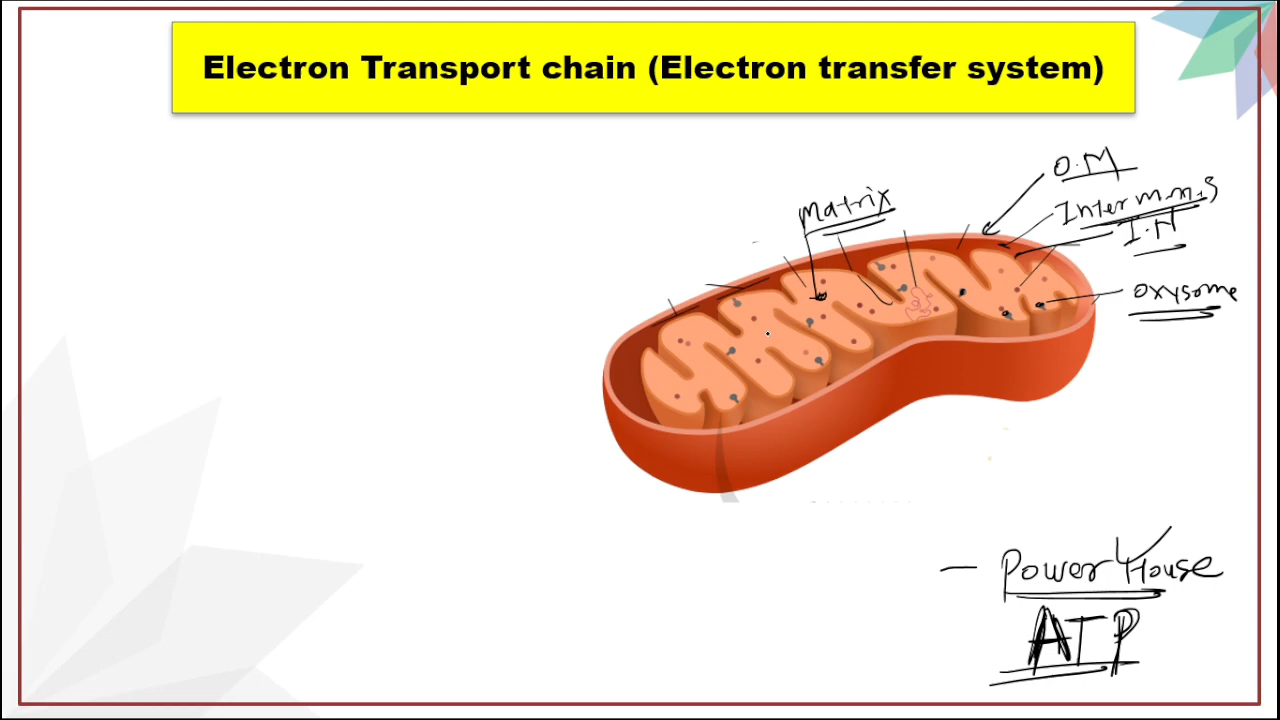 Electron Transport chain (Electron transfer system)
O.M
Matrix
Inter m.m.S
I.M
Oxysome
– Power House
ATP